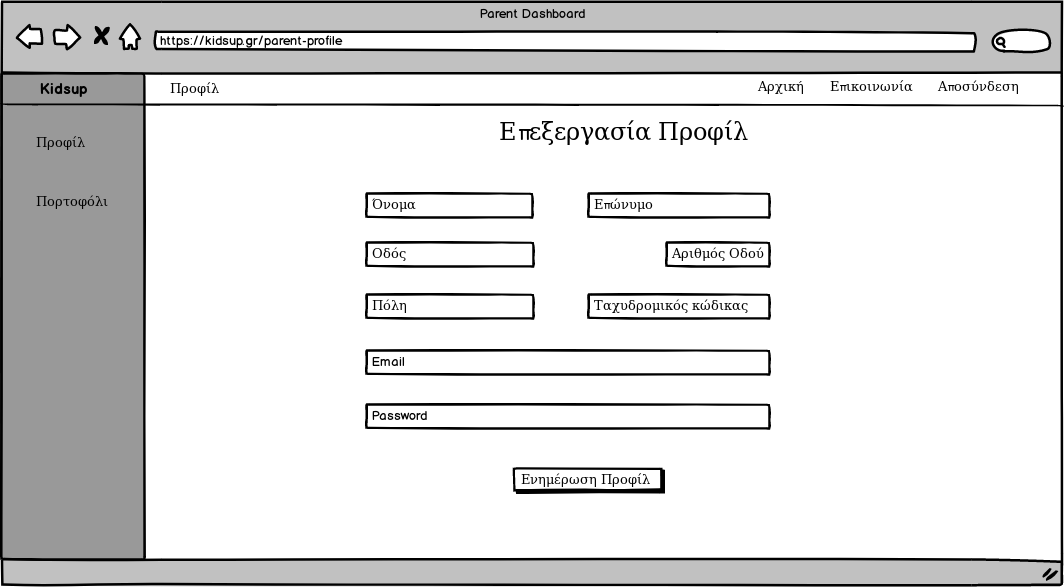 Parent Dashboard
https://kidsup.gr/parent-profile
Kidsup
Προφίλ
Αρχική Επικοινωνία Αποσύνδεση
Προφίλ
Πορτοφόλι
Επεξεργασία Προφίλ
Όνομα Επώνυμο
Οδός Αριθμός Οδού
Πόλη Ταχυδρομικός κώδικας
Email
Password
Ενημέρωση Προφίλ